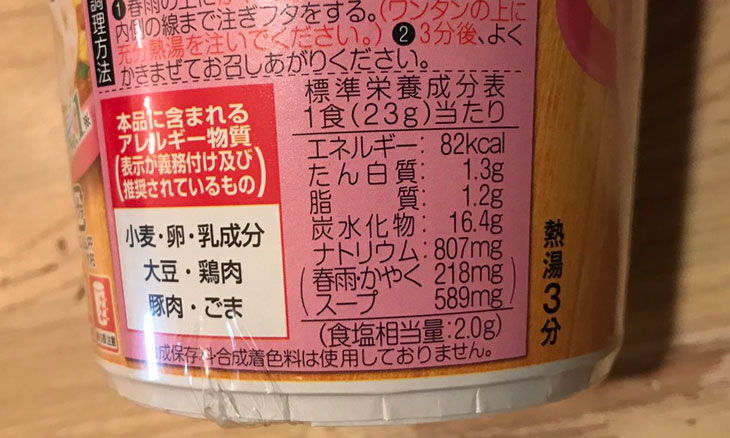 調理方法
❶春雨の上に
内側の線まで注ぎフタをする。(ワンタンの上に
充分熱湯を注いでください。) ❷3分後、よく
かきまぜてお召しあがりください。
本品に含まれる
アレルギー物質
(表示が義務付け及び
推奨されているもの)
小麦・卵・乳成分
大豆・鶏肉
豚肉・ごま
標準栄養成分表
1食(23g)当たり
エネルギー: 82kcal
たん白質: 1.3g
脂質: 1.2g
炭水化物: 16.4g
ナトリウム: 807mg
(春雨・かやく 218mg
スープ 589mg)
(食塩相当量:2.0g)
成保存料合成着色料は使用しておりません。
熱湯3分